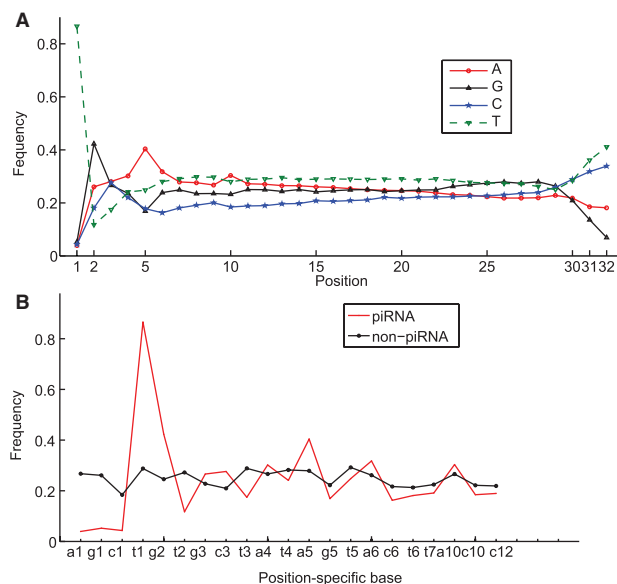 A
0.8
0.6
0.4
0.2
0
Fequency
A
G
C
T
1 2 5 10 15 20 25 30 31 32
Position
B
piRNA
non-piRNA
0.8
0.6
0.4
0.2
0
Frequency
a1 g1 c1 t1 g2 t2 g3 c3 t3 a4 t4 a5 g5 t5 a6 c6 t6 t7 a10 c10 c12
Position-specific base